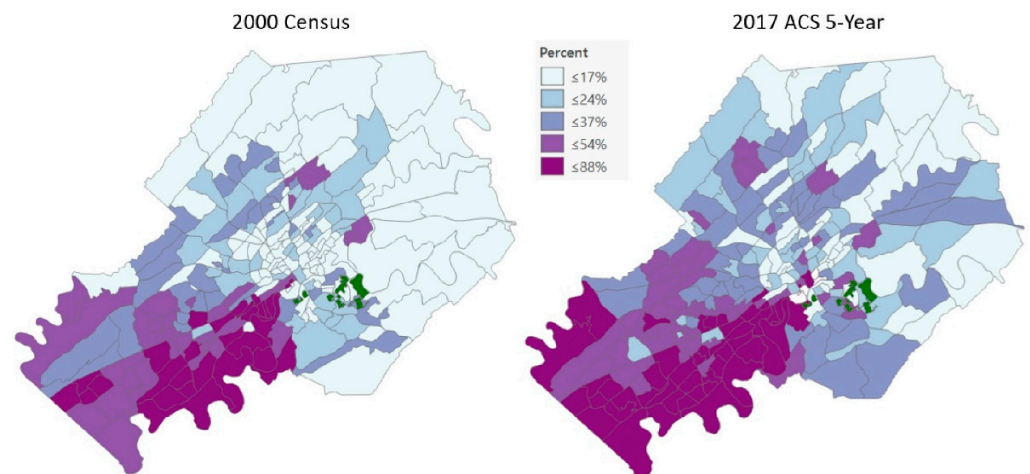 2000 Census
2017 ACS 5-Year
Percent
≤17%
≤24%
≤37%
≤54%
≤88%